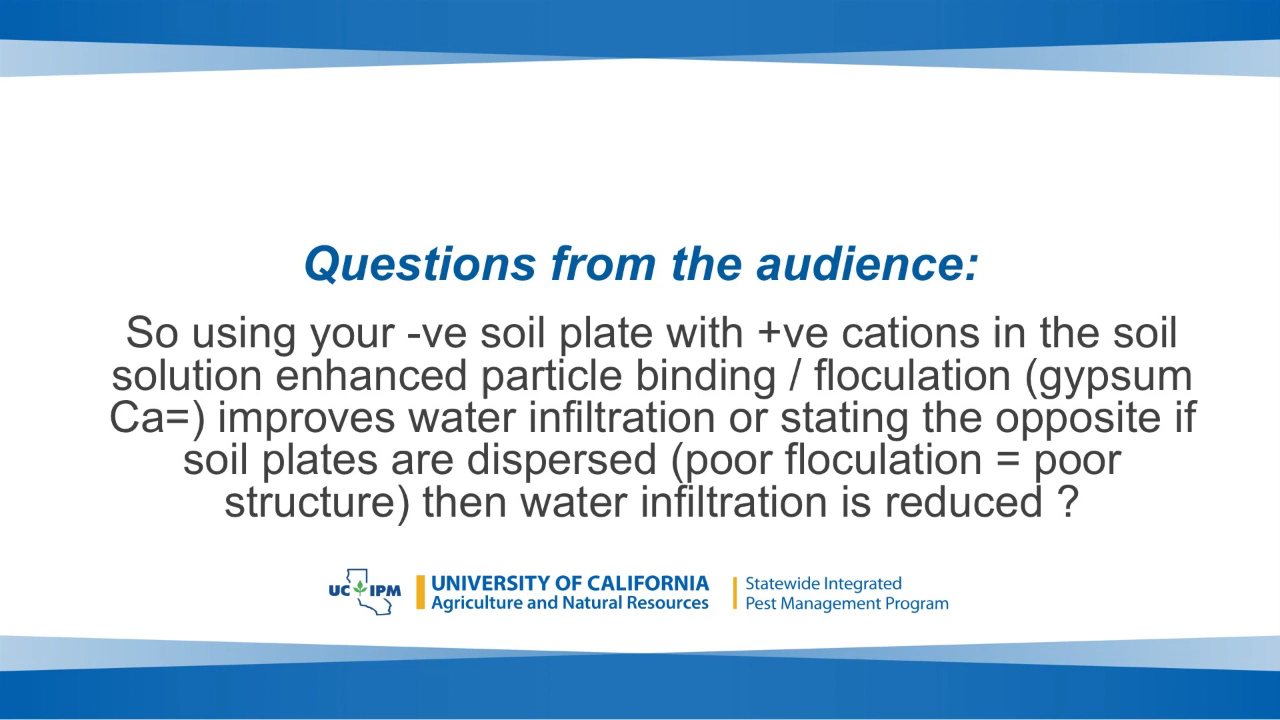 Questions from the audience:
So using your -ve soil plate with +ve cations in the soil
solution enhanced particle binding / floculation (gypsum
Ca=) improves water infiltration or stating the opposite if
soil plates are dispersed (poor floculation = poor
structure) then water infiltration is reduced ?
UC IPM
UNIVERSITY OF CALIFORNIA
Agriculture and Natural Resources
Statewide Integrated
Pest Management Program